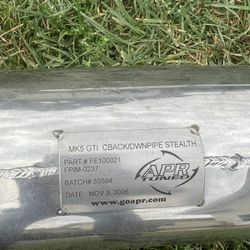 MK5 GTI CBACK/DWNPIPE STEALTH
PART # FE100021
FPIM-0237
BATCH# 55594
DATE NOV 3, 2006
APR
TUNED
www.goapr.com